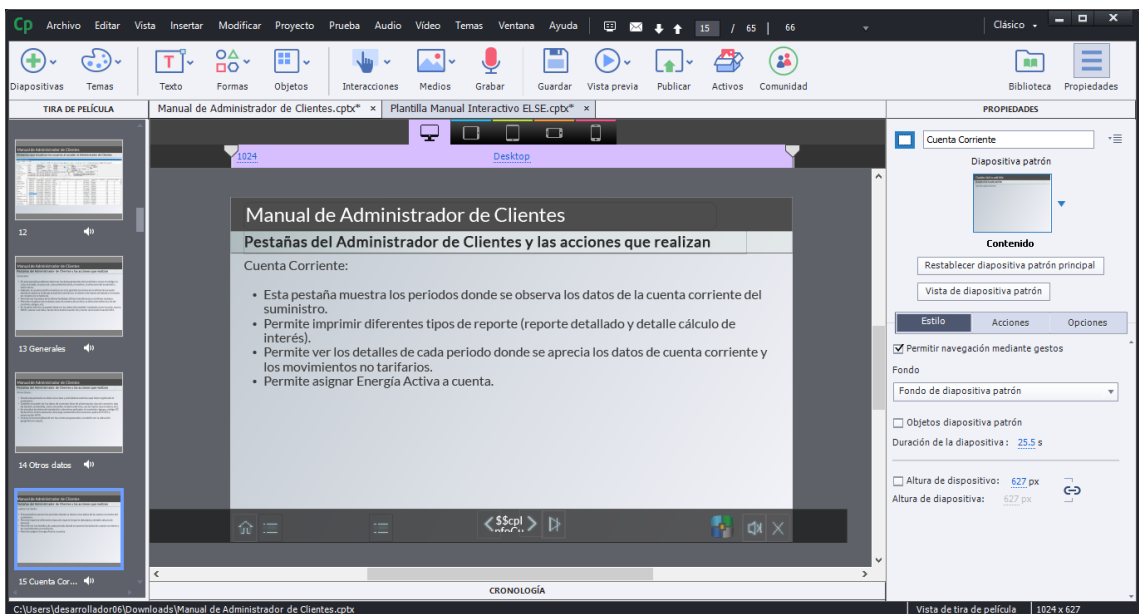 Cp Archivo Editar Vista Insertar Modificar Proyecto Prueba Audio Vídeo Temas Ventana Ayuda 15 / 65 66 Clásico
Diapositivas Temas Texto Formas Objetos Interacciones Medios Grabar Guardar Vista previa Publicar Activos Comunidad Biblioteca Propiedades
TIRA DE PELÍCULA
Manual de Administrador de Clientes.cptx* × Plantilla Manual Interactivo ELSE.cptx* ×
PROPIEDADES
1024 Desktop
12
13 Generales
14 Otros datos
15 Cuenta Cor...
Manual de Administrador de Clientes
Pestañas del Administrador de Clientes y las acciones que realizan
Cuenta Corriente:
• Esta pestaña muestra los periodos donde se observa los datos de la cuenta corriente del
suministro.
• Permite imprimir diferentes tipos de reporte (reporte detallado y detalle cálculo de
interés).
• Permite ver los detalles de cada periodo donde se aprecia los datos de cuenta corriente y
los movimientos no tarifarios.
• Permite asignar Energía Activa a cuenta.
$$cpI
CRONOLOGÍA
Cuenta Corriente
Diapositiva patrón
Contenido
Restablecer diapositiva patrón principal
Vista de diapositiva patrón
Estilo Acciones Opciones
Permitir navegación mediante gestos
Fondo
Fondo de diapositiva patrón
Objetos diapositiva patrón
Duración de la diapositiva: 25.5 s
Altura de dispositivo: 627 px
Altura de diapositiva: 627 px
C:\Users\desarrollador06\Downloads\Manual de Administrador de Clientes.cptx
Vista de tira de película 1024 x 627